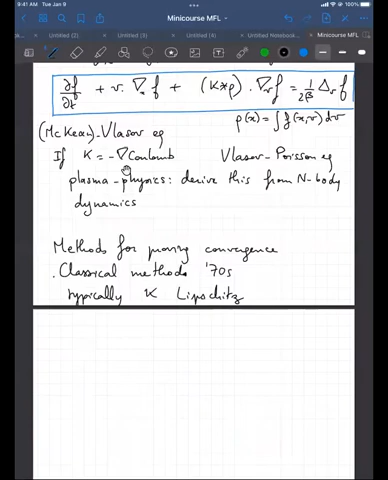 9:41 AM Tue Jan 9
100%
Minicourse MFL
Untitled (2)
Untitled (3)
Untitled (4)
Untitled Notebook...
Minicourse MFL
∂f/∂t + v·∇ₓf + (K*ρ)·∇ᵥf = 1/2β Δᵥf
ρ(x) = ∫f(x,v)dv
(McKean)-Vlasov eq
If K = -∇Coulomb Vlasov-Poisson eq
plasma-physics: derive this from N-body
dynamics
Methods for proving convergence
. Classical methods '70s
typically K Lipschitz